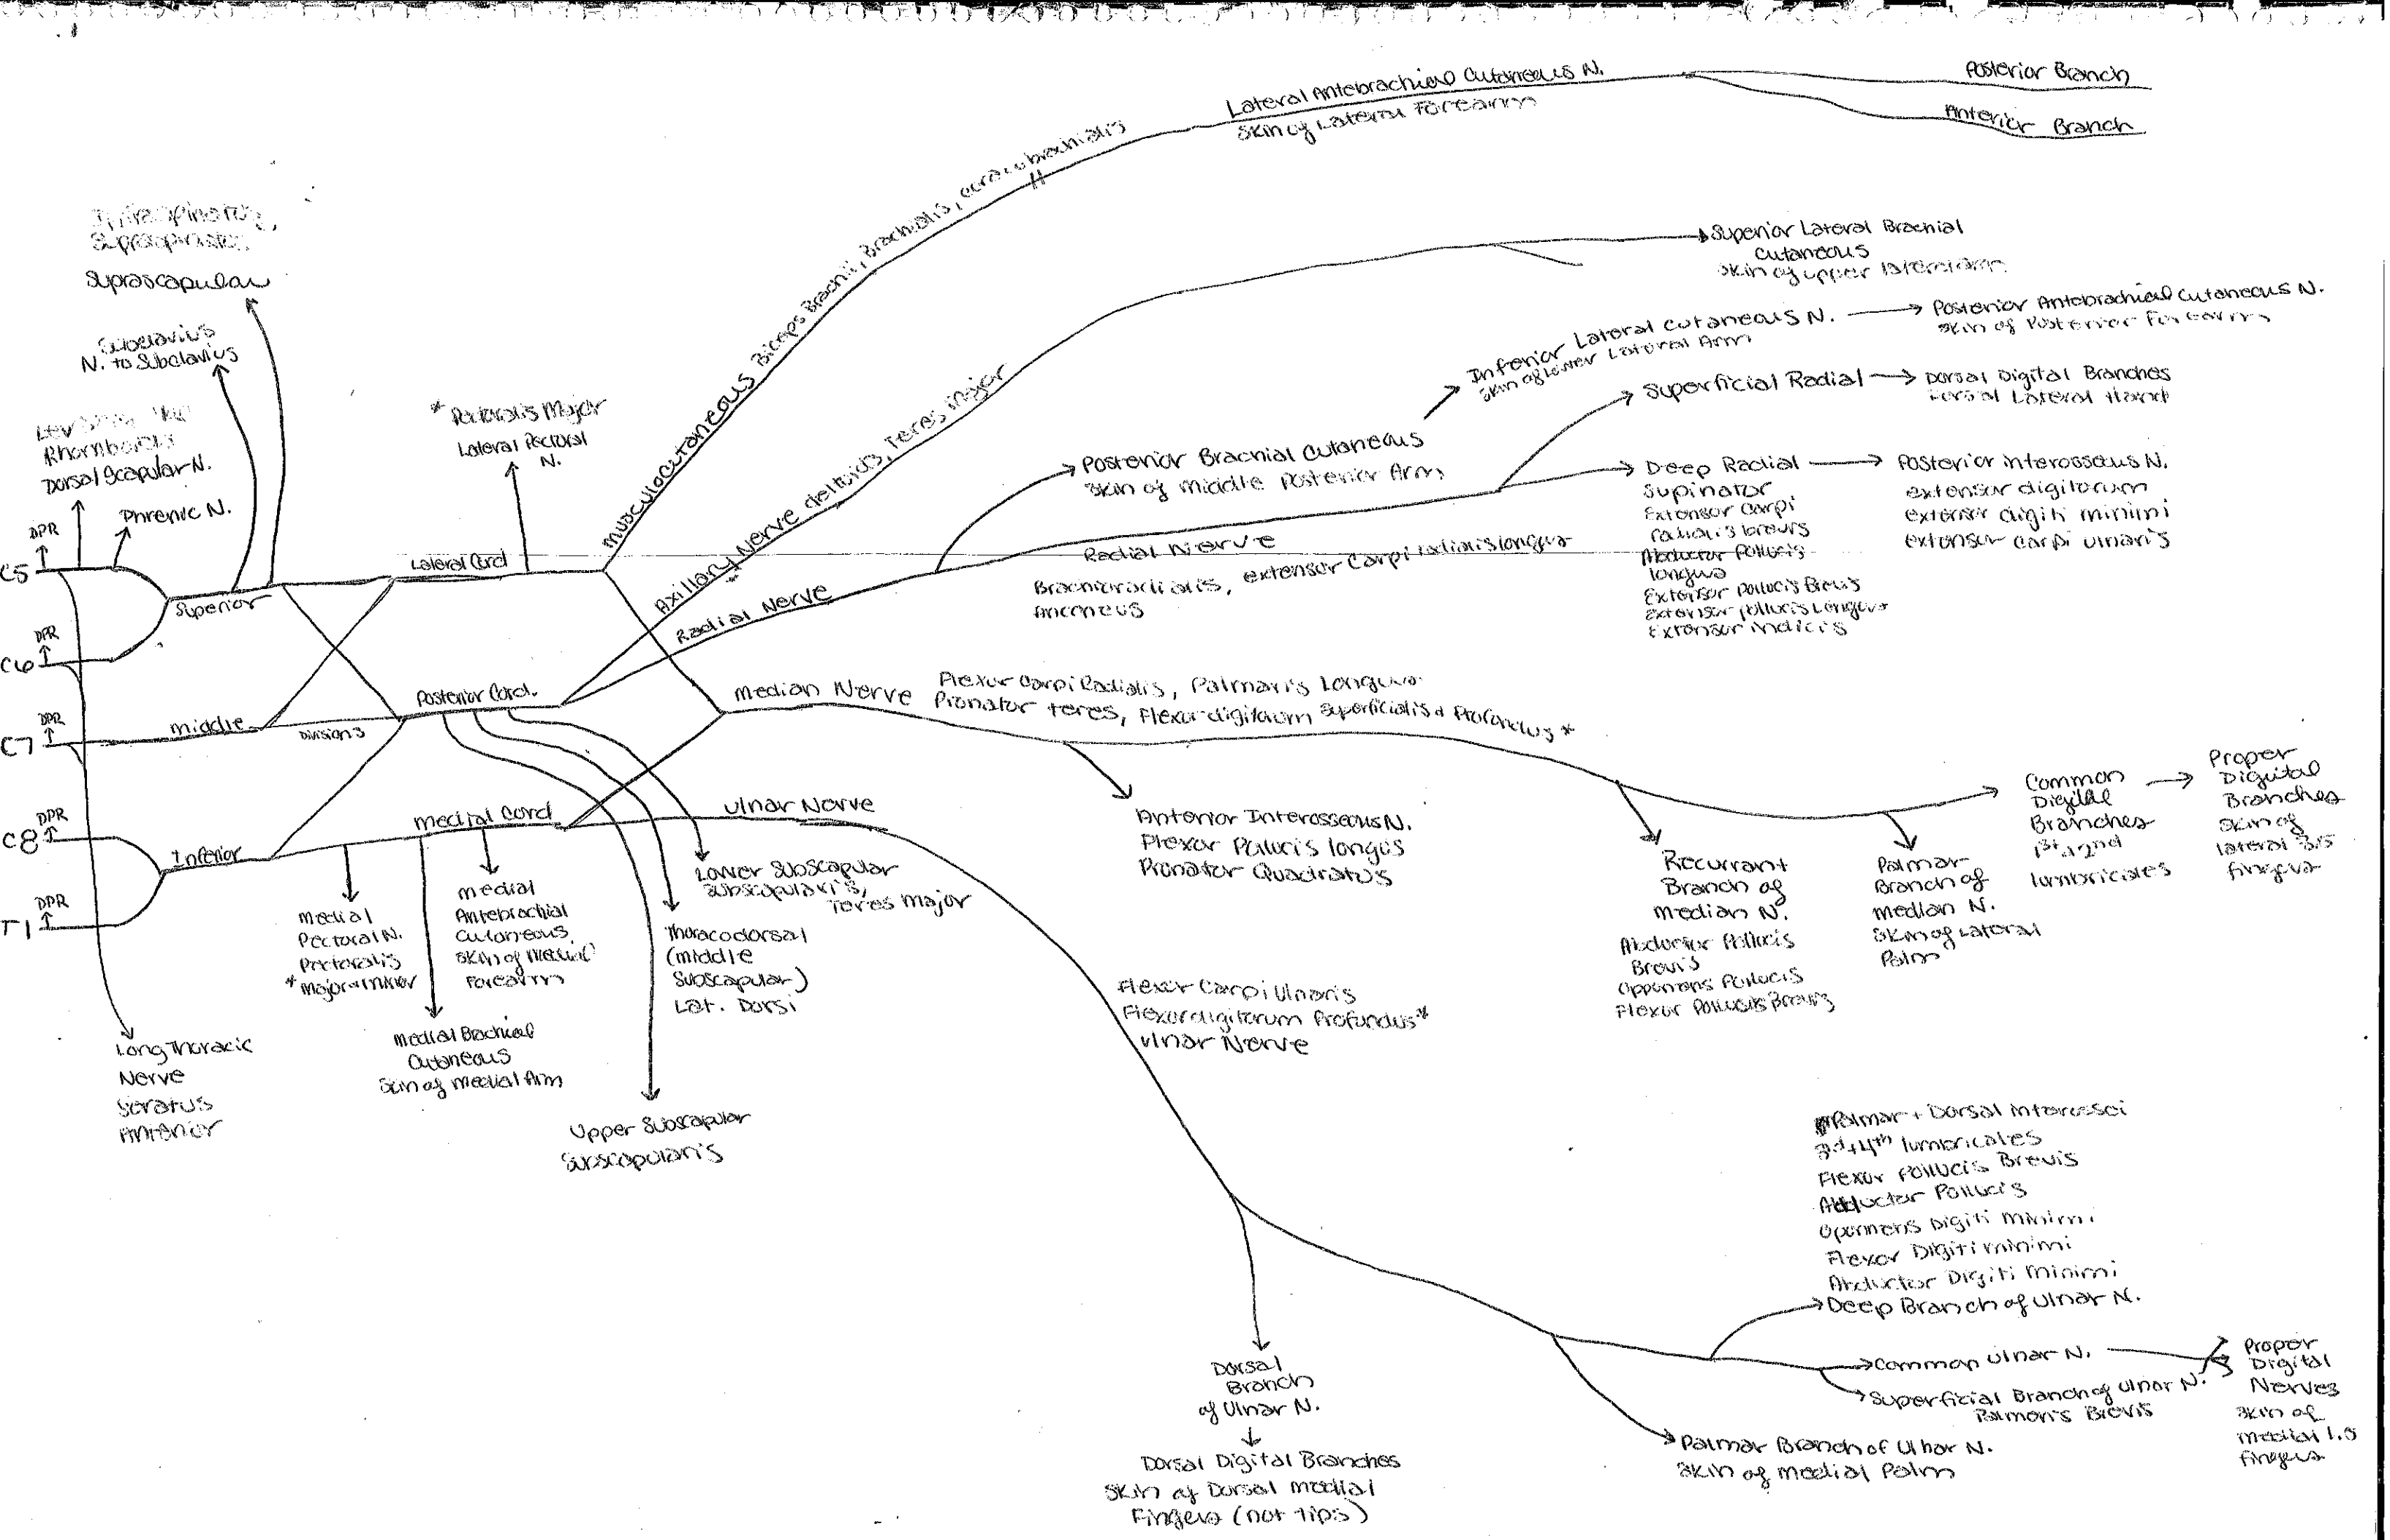 Posterior Branch
Anterior Branch
Lateral Antebrachial Cutaneous N.
Skin of Lateral Forearm
Musculocutaneous Biceps Brachii, Brachialis, coracobrachialis
Infraspinatus,
Supraspinatus
Suprascapular
Subclavius
N. to Subclavius
Rhomboids
Dorsal Scapular N.
Phrenic N.
* Pectoralis Major
Lateral Pectoral
N.
Axillary Nerve deltoids, Teres major
Superior Lateral Brachial
Cutaneous
Skin of upper lateral arm
Inferior Lateral Cutaneous N.
Skin of lower Lateral Arm
Posterior Antebrachial Cutaneous N.
Skin of Posterior Forearm
Superficial Radial
Dorsal Digital Branches
Dorsal Lateral Hand
Posterior Brachial Cutaneous
Skin of middle Posterior Arm
Deep Radial
Supinator
Extensor Carpi
radialis brevis
Abductor Pollucis
longus
Extensor Pollucis Brevis
Extensor pollucis Longus
Extensor indicis
Posterior interosseus N.
extensor digitorum
extensor digiti minimi
extensor carpi ulnaris
Radial Nerve
Radial Nerve
Brachioradialis, extensor Carpi radialis longus
Anconeus
DPR
C5
DPR
C6
DPR
C7
DPR
C8
DPR
T1
Superior
middle
Inferior
Divisions
Lateral Cord
Posterior Cord.
medial Cord
median Nerve
Flexor Carpi Radialis, Palmaris Longus
Pronator teres, Flexor digitorum superficialis + Profundus *
Anterior Interosseous N.
Flexor Pollucis longus
Pronator Quadratus
Recurrant
Branch of
median N.
Abductor Pollucis
Brevis
Opponens Pollucis
Flexor Pollucis Brevis
Palmar
Branch of
median N.
Skin of Lateral
Palm
Common
Digital
Branches
1st + 2nd
lumbricales
Proper
Digital
Branches
Skin of
lateral 3.5
fingers
ulnar Nerve
Lower Subscapular
Subscapularis,
Teres major
Thoracodorsal
(middle
Subscapular)
Lat. Dorsi
Upper Subscapular
Subscapularis
medial
Pectoral N.
Pectoralis
* major + minor
medial
Antebrachial
Cutaneous
Skin of medial
Forearm
medial Brachial
Cutaneous
Skin of medial Arm
Long Thoracic
Nerve
Serratus
Anterior
Flexor Carpi Ulnaris
Flexor digitorum Profundus*
Ulnar Nerve
Dorsal
Branch
of Ulnar N.
Dorsal Digital Branches
Skin of Dorsal medial
Fingers (not tips)
Palmar + Dorsal interossei
3rd + 4th lumbricales
Flexor Pollucis Brevis
Adductor Pollucis
Opponens Digiti minimi
Flexor Digiti minimi
Abductor Digiti minimi
Deep Branch of Ulnar N.
Common Ulnar N.
Superficial Branch of Ulnar N.
Palmaris Brevis
Palmar Branch of Ulnar N.
Skin of medial Palm
Proper
Digital
Nerves
Skin of
medial 1.5
fingers